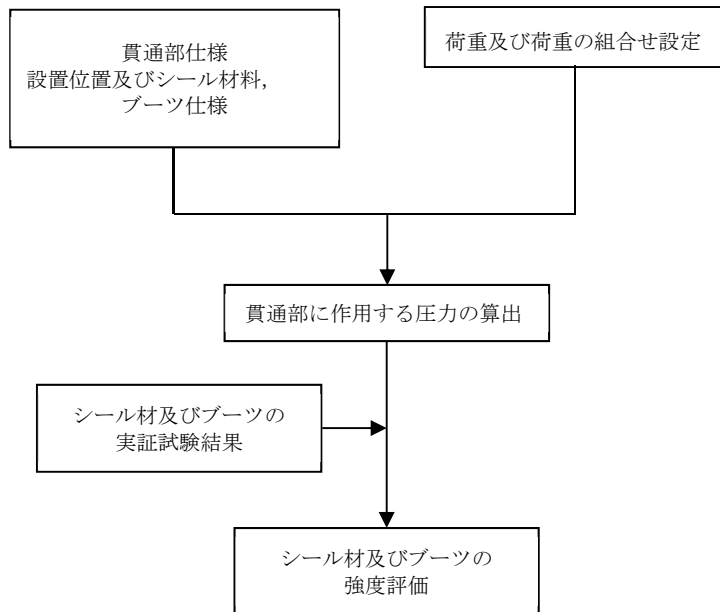 貫通部仕様
設置位置及びシール材料，
ブーツ仕様
荷重及び荷重の組合せ設定
貫通部に作用する圧力の算出
シール材及びブーツの
実証試験結果
シール材及びブーツの
強度評価